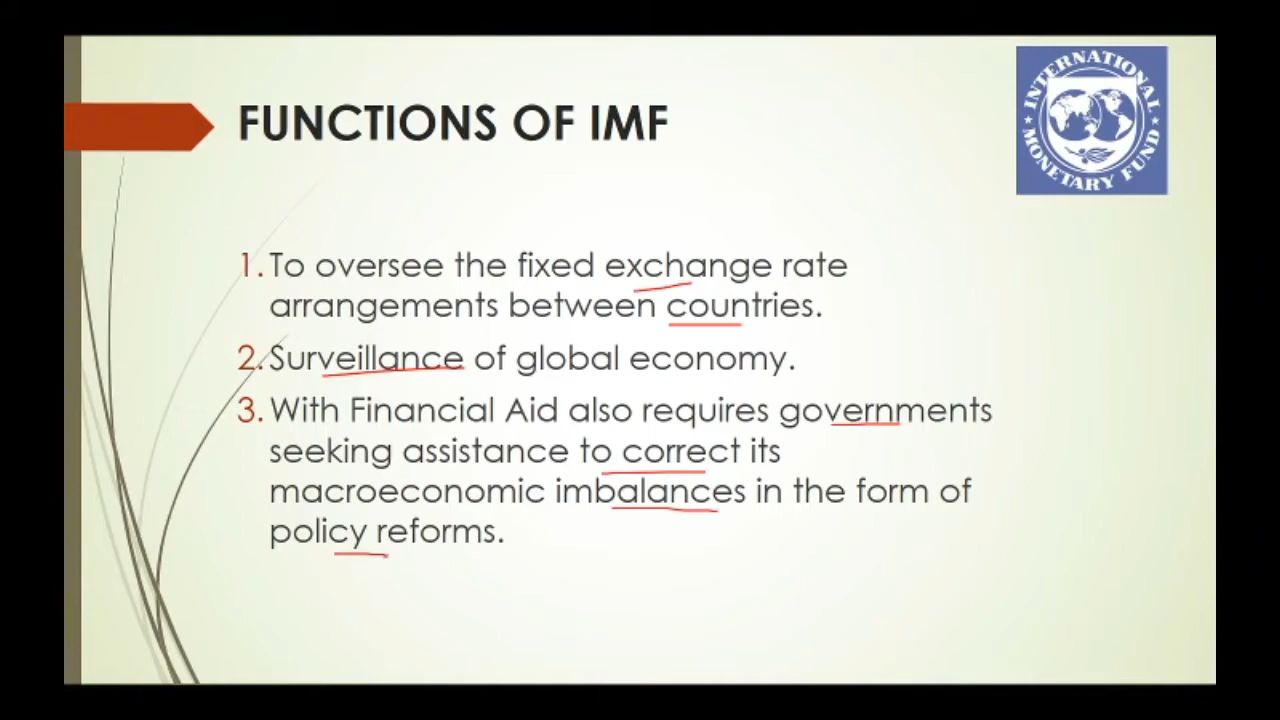 INTERNATIONAL
MONETARY FUND
FUNCTIONS OF IMF
1. To oversee the fixed exchange rate
arrangements between countries.
2. Surveillance of global economy.
3. With Financial Aid also requires governments
seeking assistance to correct its
macroeconomic imbalances in the form of
policy reforms.